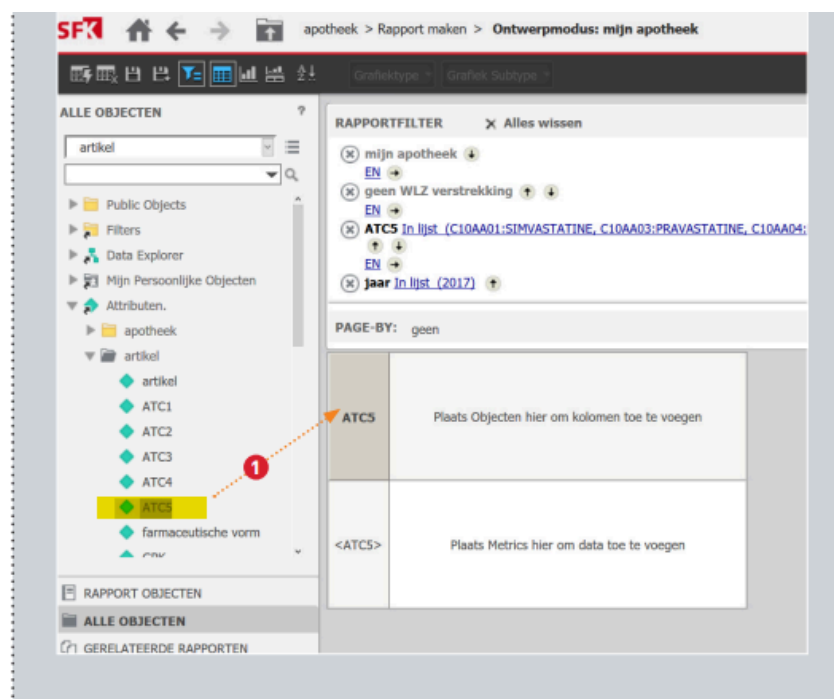 SFK
apotheek > Rapport maken > Ontwerpmodus: mijn apotheek
Grafiektype Grafiek Subtype
ALLE OBJECTEN ?
artikel
Public Objects
Filters
Data Explorer
Mijn Persoonlijke Objecten
Attributen.
apotheek
artikel
artikel
ATC1
ATC2
ATC3
ATC4
ATC5
farmaceutische vorm
GPK
RAPPORT OBJECTEN
ALLE OBJECTEN
GERELATEERDE RAPPORTEN
1
RAPPORTFILTER Alles wissen
mijn apotheek
EN
geen WLZ verstrekking
EN
ATC5 In lijst (C10AA01:SIMVASTATINE, C10AA03:PRAVASTATINE, C10AA04:
EN
jaar In lijst (2017)
PAGE-BY: geen
ATC5 Plaats Objecten hier om kolomen toe te voegen
<ATC5> Plaats Metrics hier om data toe te voegen